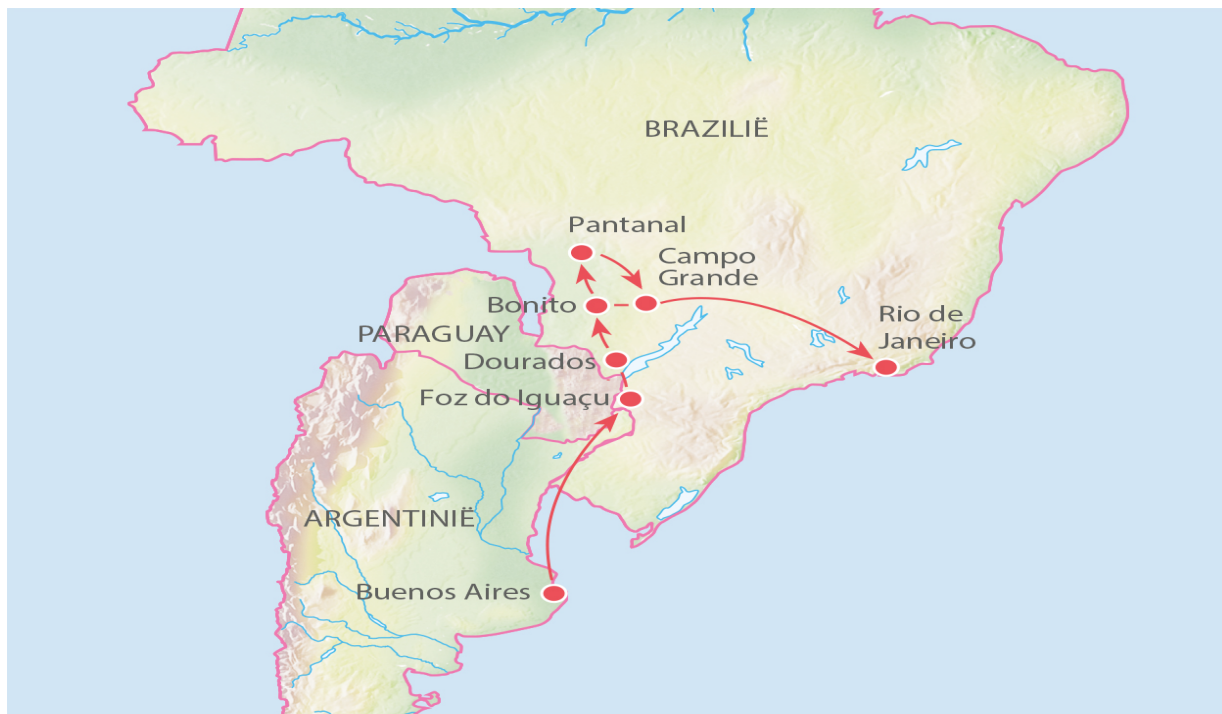 BRAZILIË
Pantanal
Campo
Grande
Bonito
Rio de
Janeiro
PARAGUAY
Dourados
Foz do Iguaçu
ARGENTINIË
Buenos Aires